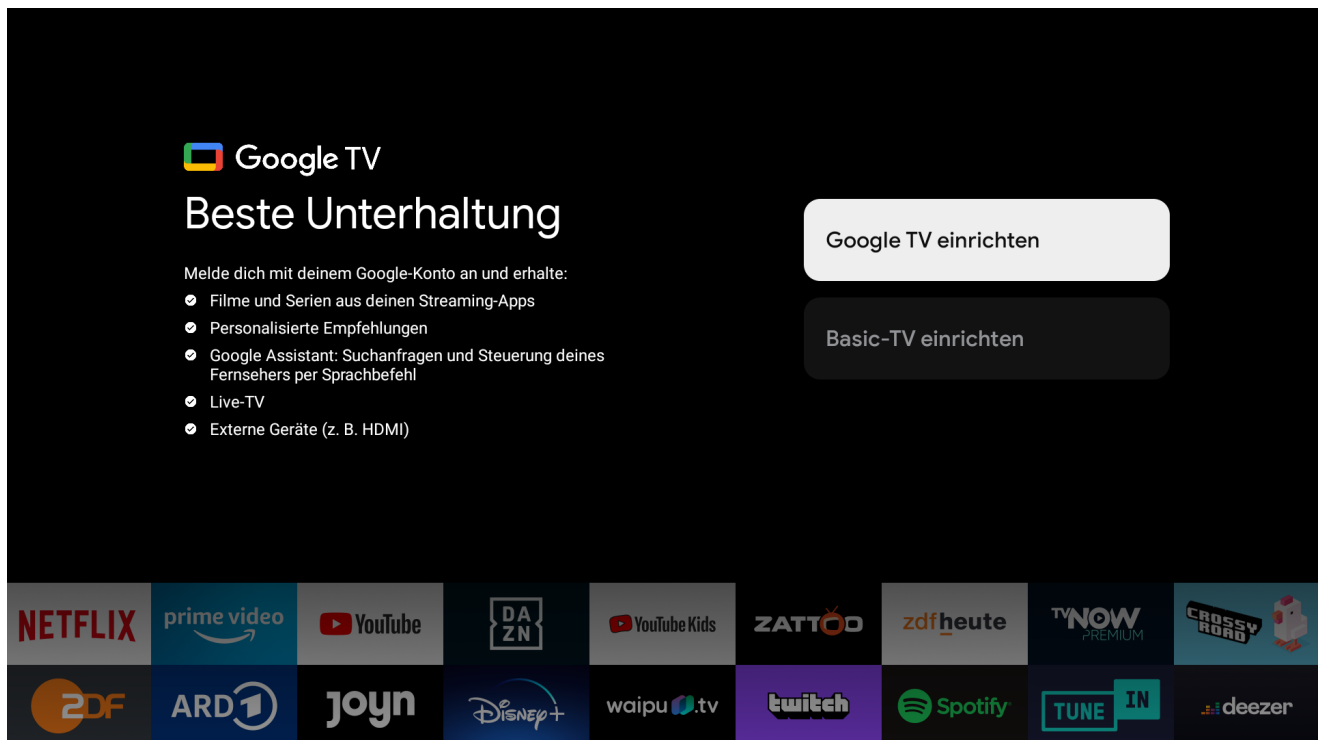 Google TV
Beste Unterhaltung
Melde dich mit deinem Google-Konto an und erhalte:
Filme und Serien aus deinen Streaming-Apps
Personalisierte Empfehlungen
Google Assistant: Suchanfragen und Steuerung deines
Fernsehers per Sprachbefehl
Live-TV
Externe Geräte (z. B. HDMI)
Google TV einrichten
Basic-TV einrichten
NETFLIX
prime video
YouTube
DA
ZN
YouTube Kids
ZATTOO
zdfheute
TVNOW
PREMIUM
CROSSY
ROAD
ZDF
ARD 1
joyn
Disney+
waipu.tv
twitch
Spotify
TUNE IN
deezer